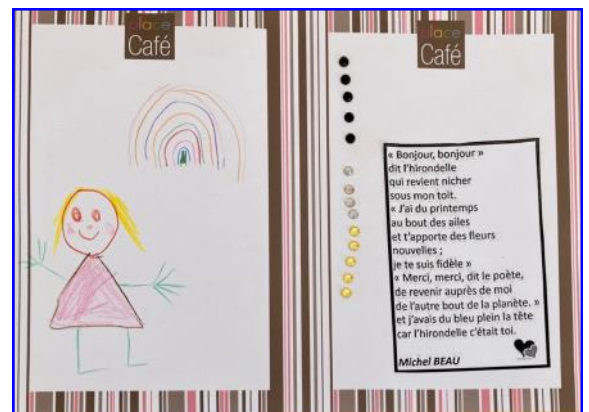 place
Café
place
Café
« Bonjour, bonjour »
dit l'hirondelle
qui revient nicher
sous mon toit.
« J'ai du printemps
au bout des ailes
et t'apporte des fleurs
nouvelles ;
je te suis fidèle »
« Merci, merci, dit le poète,
de revenir auprès de moi
de l'autre bout de la planète. »
et j'avais du bleu plein la tête
car l'hirondelle c'était toi.
Michel BEAU